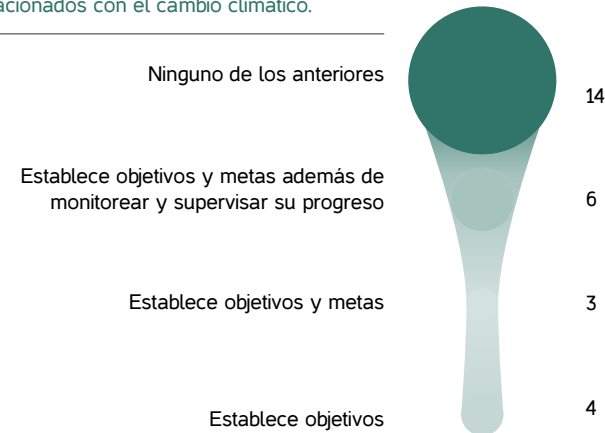 relacionados con el cambio climático.
Ninguno de los anteriores
14
Establece objetivos y metas además de
monitorear y supervisar su progreso
6
Establece objetivos y metas
3
Establece objetivos
4